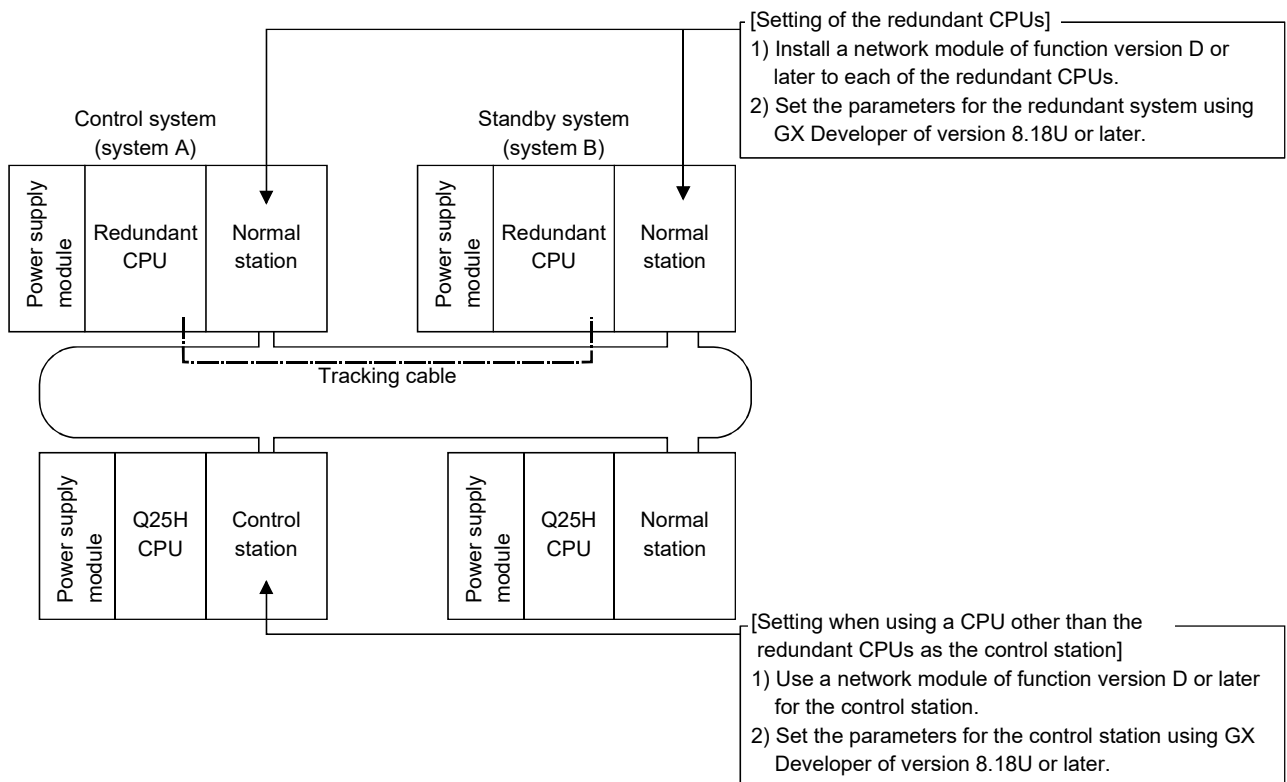 [Setting of the redundant CPUs]
1) Install a network module of function version D or
later to each of the redundant CPUs.
2) Set the parameters for the redundant system using
GX Developer of version 8.18U or later.
Control system
(system A)
Standby system
(system B)
Power supply
module
Redundant
CPU
Normal
station
Power supply
module
Redundant
CPU
Normal
station
Tracking cable
Power supply
module
Q25H
CPU
Control
station
Power supply
module
Q25H
CPU
Normal
station
[Setting when using a CPU other than the
redundant CPUs as the control station]
1) Use a network module of function version D or later
for the control station.
2) Set the parameters for the control station using GX
Developer of version 8.18U or later.